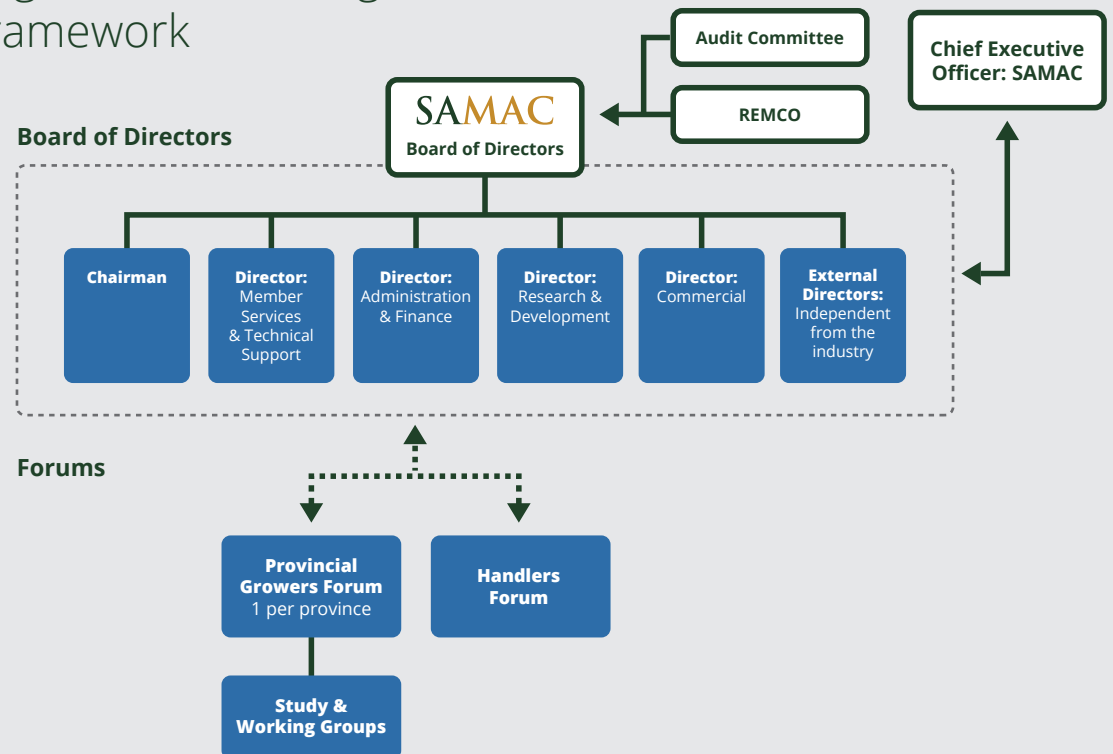 ramework
Audit Committee
Chief Executive
Officer: SAMAC
SAMAC
Board of Directors
REMCO
Board of Directors
Chairman
Director:
Member
Services
& Technical
Support
Director:
Administration
& Finance
Director:
Research &
Development
Director:
Commercial
External
Directors:
Independent
from the
industry
Forums
Provincial
Growers Forum
1 per province
Handlers
Forum
Study &
Working Groups